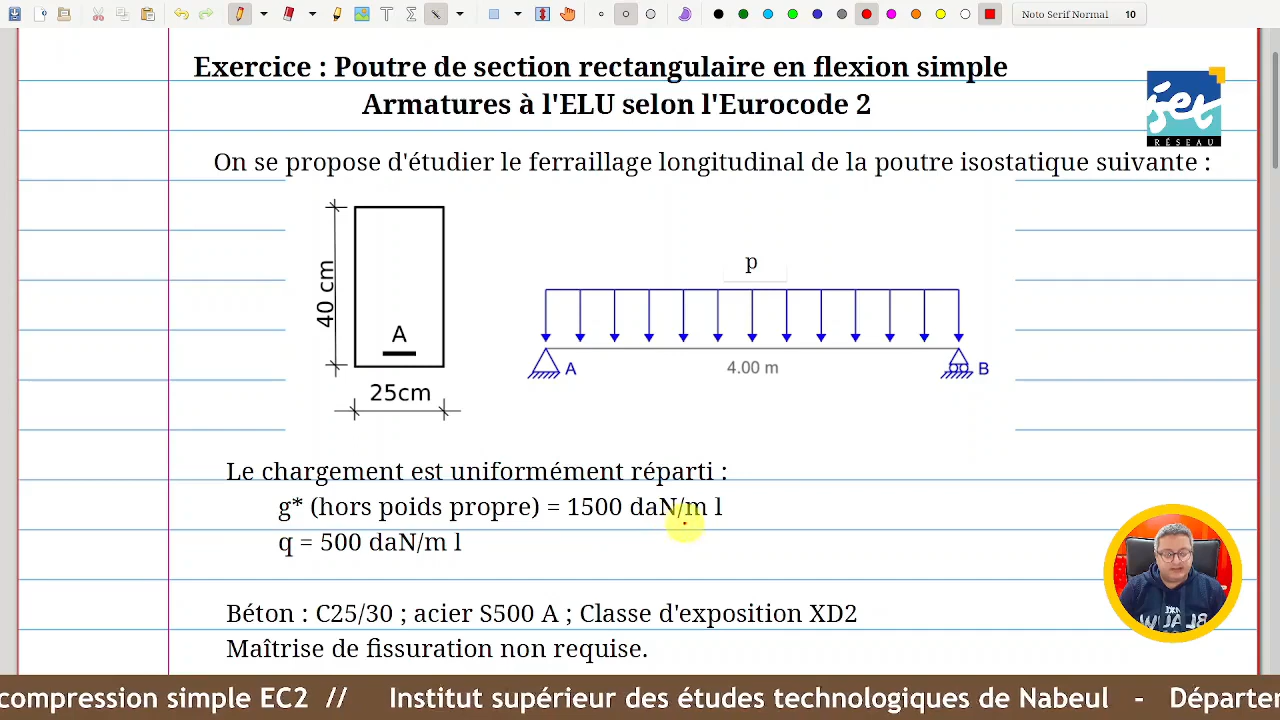 Noto Serif Normal 10
Exercice : Poutre de section rectangulaire en flexion simple
Armatures à l'ELU selon l'Eurocode 2
iset
RÉSEAU
On se propose d'étudier le ferraillage longitudinal de la poutre isostatique suivante :
40 cm
A
25cm
p
A
4.00 m
B
Le chargement est uniformément réparti :
g* (hors poids propre) = 1500 daN/m l
q = 500 daN/m l
Béton : C25/30 ; acier S500 A ; Classe d'exposition XD2
Maîtrise de fissuration non requise.
compression simple EC2 // Institut supérieur des études technologiques de Nabeul - Départe